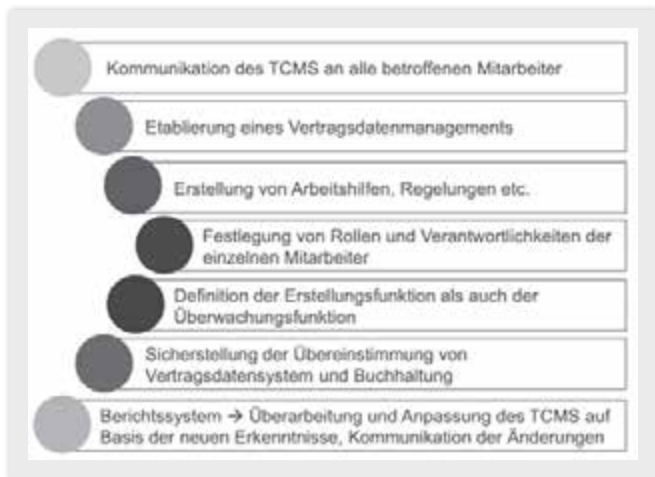 Kommunikation des TCMS an alle betroffenen Mitarbeiter
Etablierung eines Vertragsdatenmanagements
Erstellung von Arbeitshilfen, Regelungen etc.
Festlegung von Rollen und Verantwortlichkeiten der
einzelnen Mitarbeiter
Definition der Erstellungsfunktion als auch der
Überwachungsfunktion
Sicherstellung der Übereinstimmung von
Vertragsdatensystem und Buchhaltung
Berichtssystem → Überarbeitung und Anpassung des TCMS auf
Basis der neuen Erkenntnisse, Kommunikation der Änderungen